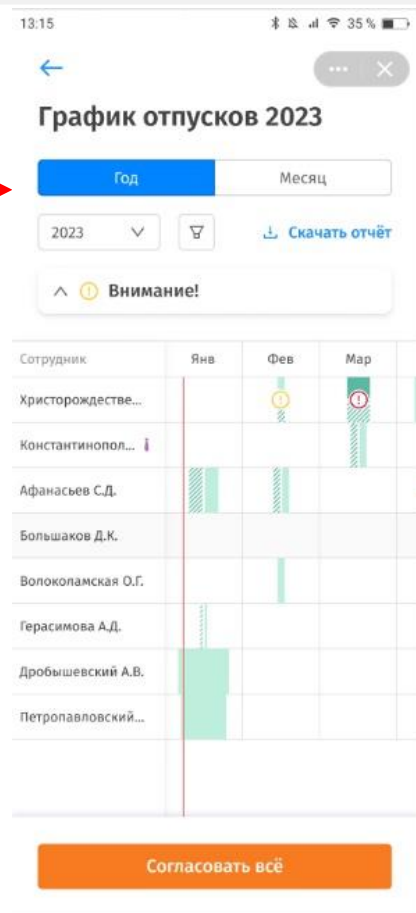 13:15 35 %
График отпусков 2023
Год Месяц
2023 Скачать отчёт
Внимание!
Сотрудник Янв Фев Мар
Христорождестве...
Константинопол...
Афанасьев С.Д.
Большаков Д.К.
Волоколамская О.Г.
Герасимова А.Д.
Дробышевский А.В.
Петропавловский...
Согласовать всё